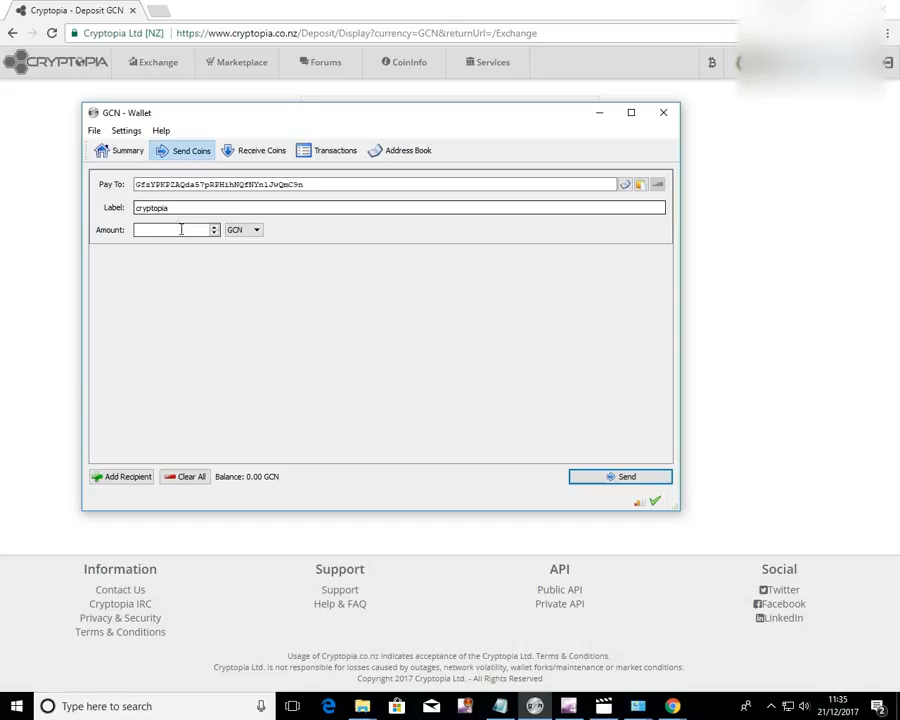 Cryptopia - Deposit GCN
Cryptopia Ltd [NZ] https://www.cryptopia.co.nz/Deposit/Display?currency=GCN&returnUrl=/Exchange
CRYPTOPIA Exchange Marketplace Forums CoinInfo Services
GCN - Wallet
File Settings Help
Summary Send Coins Receive Coins Transactions Address Book
Pay To:
Label: cryptopia
Amount: GCN
Add Recipient Clear All Balance: 0.00 GCN Send
Information Support API Social
Contact Us Support Public API Twitter
Cryptopia IRC Help & FAQ Private API Facebook
Privacy & Security LinkedIn
Terms & Conditions
Usage of Cryptopia.co.nz indicates acceptance of the Cryptopia Ltd. Terms & Conditions.
Cryptopia Ltd. is not responsible for losses caused by outages, network volatility, wallet forks/maintenance or market conditions.
Copyright 2017 Cryptopia Ltd. - All Rights Reserved
Type here to search
11:35
21/12/2017
2